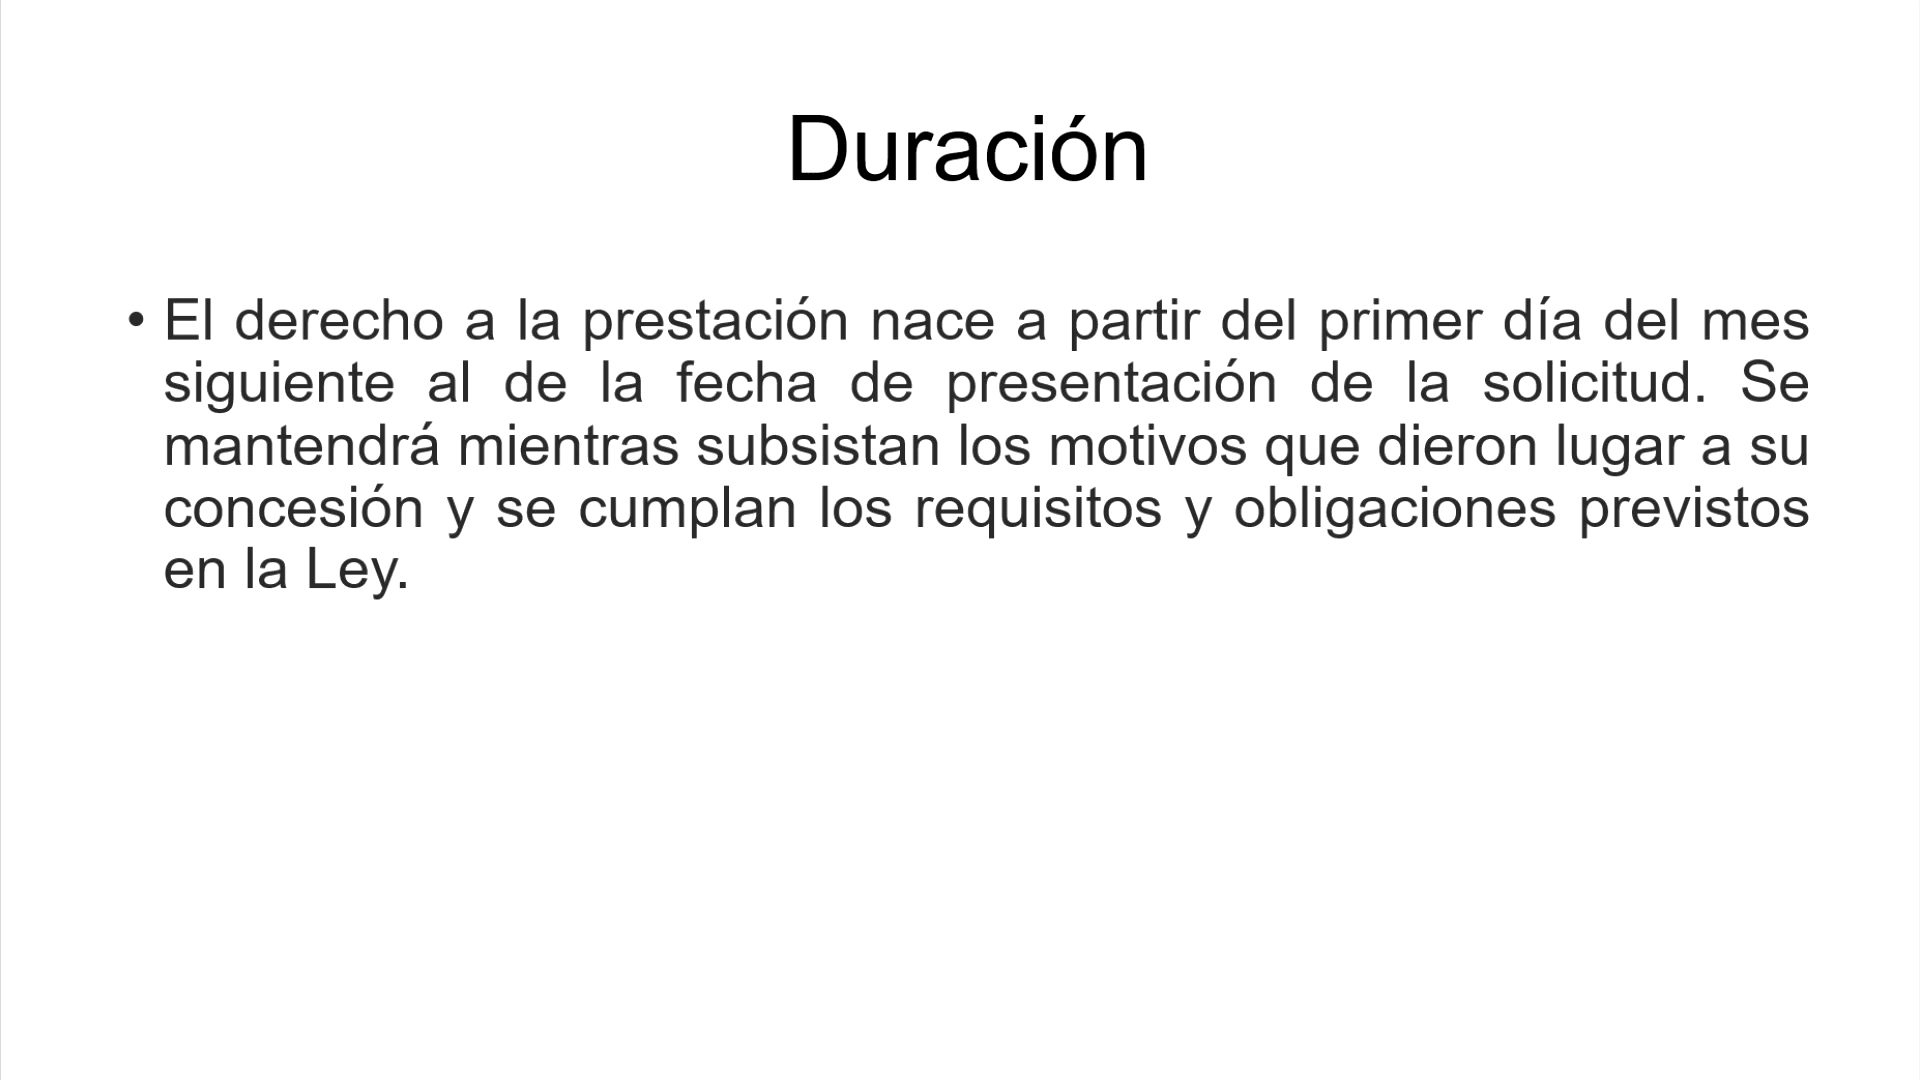 Duración
• El derecho a la prestación nace a partir del primer día del mes
siguiente al de la fecha de presentación de la solicitud. Se
mantendrá mientras subsistan los motivos que dieron lugar a su
concesión y se cumplan los requisitos y obligaciones previstos
en la Ley.